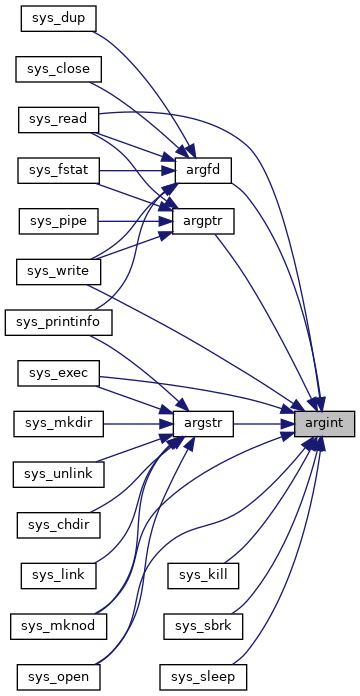 sys_dup
sys_close
sys_read
sys_fstat
argfd
sys_pipe
argptr
sys_write
sys_printinfo
sys_exec
sys_mkdir
argstr
argint
sys_unlink
sys_chdir
sys_link
sys_kill
sys_mknod
sys_sbrk
sys_open
sys_sleep